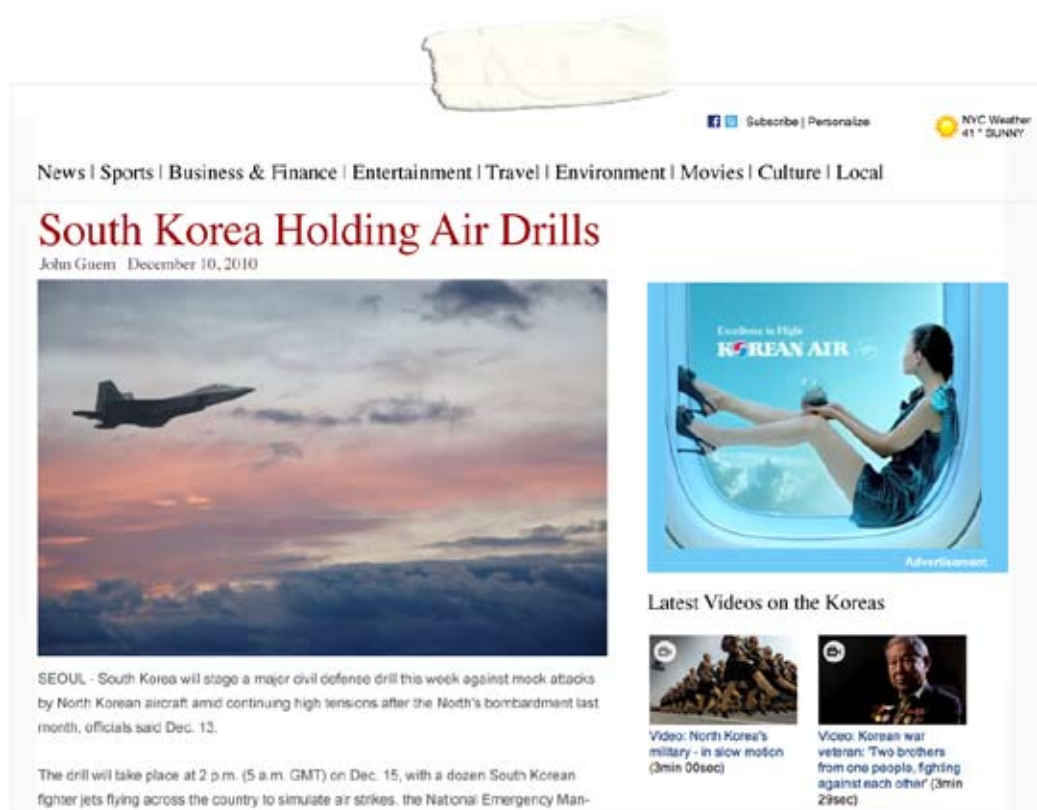 Subscribe | Personalize
NYC Weather
41° SUNNY
News | Sports | Business & Finance | Entertainment | Travel | Environment | Movies | Culture | Local
South Korea Holding Air Drills
John Guem December 10, 2010
Excellence in Flight
KOREAN AIR
Advertisement
Latest Videos on the Koreas
SEOUL - South Korea will stage a major civil defense drill this week against mock attacks
by North Korean aircraft amid continuing high tensions after the North's bombardment last
month, officials said Dec. 13.
The drill will take place at 2 p.m. (5 a.m. GMT) on Dec. 15, with a dozen South Korean
fighter jets flying across the country to simulate air strikes. the National Emergency Man-
Video: North Korea's
military - in slow motion
(3min 00sec)
Video: Korean war
veteran: 'Two brothers
from one people, fighting
against each other' (3min
29sec)